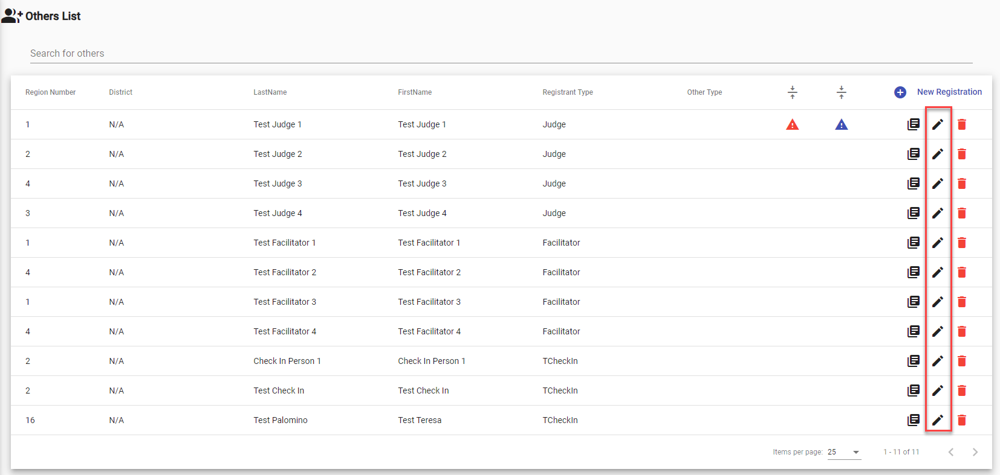 Others List
Search for others
Region Number District LastName FirstName Registrant Type Other Type New Registration
1 N/A Test Judge 1 Test Judge 1 Judge
2 N/A Test Judge 2 Test Judge 2 Judge
4 N/A Test Judge 3 Test Judge 3 Judge
3 N/A Test Judge 4 Test Judge 4 Judge
1 N/A Test Facilitator 1 Test Facilitator 1 Facilitator
4 N/A Test Facilitator 2 Test Facilitator 2 Facilitator
1 N/A Test Facilitator 3 Test Facilitator 3 Facilitator
4 N/A Test Facilitator 4 Test Facilitator 4 Facilitator
2 N/A Check In Person 1 Check In Person 1 TCheckIn
2 N/A Test Check In Test Check In TCheckIn
16 N/A Test Palomino Test Teresa TCheckIn
Items per page: 25 1 - 11 of 11